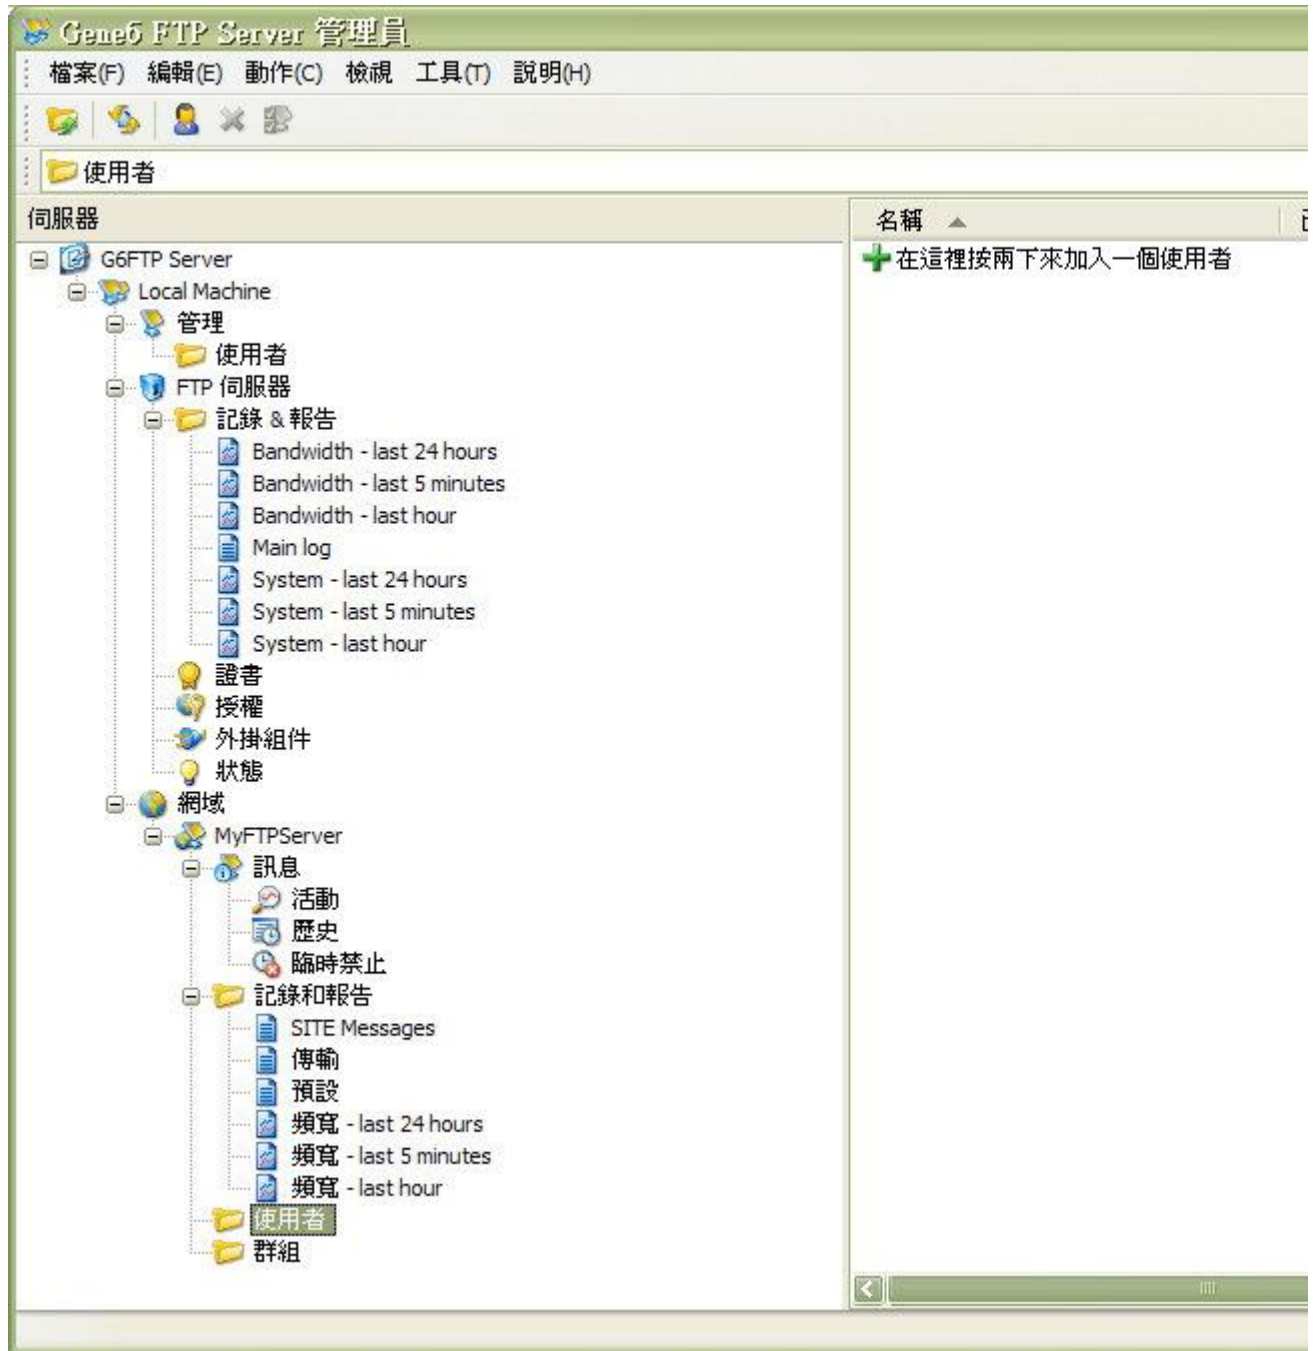 Gene6 FTP Server 管理員
檔案(F) 編輯(E) 動作(C) 檢視 工具(T) 說明(H)
使用者
伺服器
名稱
G6FTP Server
在這裡按兩下來加入一個使用者
Local Machine
管理
使用者
FTP 伺服器
記錄 & 報告
Bandwidth - last 24 hours
Bandwidth - last 5 minutes
Bandwidth - last hour
Main log
System - last 24 hours
System - last 5 minutes
System - last hour
證書
授權
外掛組件
狀態
網域
MyFTPServer
訊息
活動
歷史
臨時禁止
記錄和報告
SITE Messages
傳輸
預設
頻寬 - last 24 hours
頻寬 - last 5 minutes
頻寬 - last hour
使用者
群組